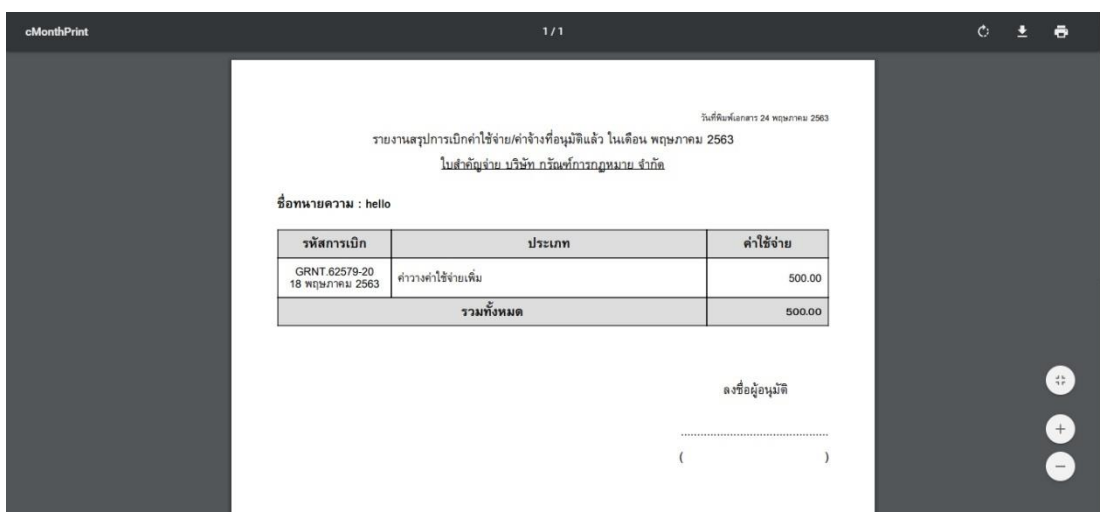 cMonthPrint
1 / 1
วันที่พิมพ์เอกสาร 24 พฤษภาคม 2563
รายงานสรุปการเบิกค่าใช้จ่าย/ค่าจ้างที่อนุมัติแล้ว ในเดือน พฤษภาคม 2563
ใบสำคัญจ่าย บริษัท กรัณฑ์การกฎหมาย จำกัด
ชื่อทนายความ : hello
รหัสการเบิก ประเภท ค่าใช้จ่าย
GRNT.62579-20
18 พฤษภาคม 2563 ค่าวางค่าใช้จ่ายเพิ่ม 500.00
รวมทั้งหมด 500.00
ลงชื่อผู้อนุมัติ
..............................................
( )